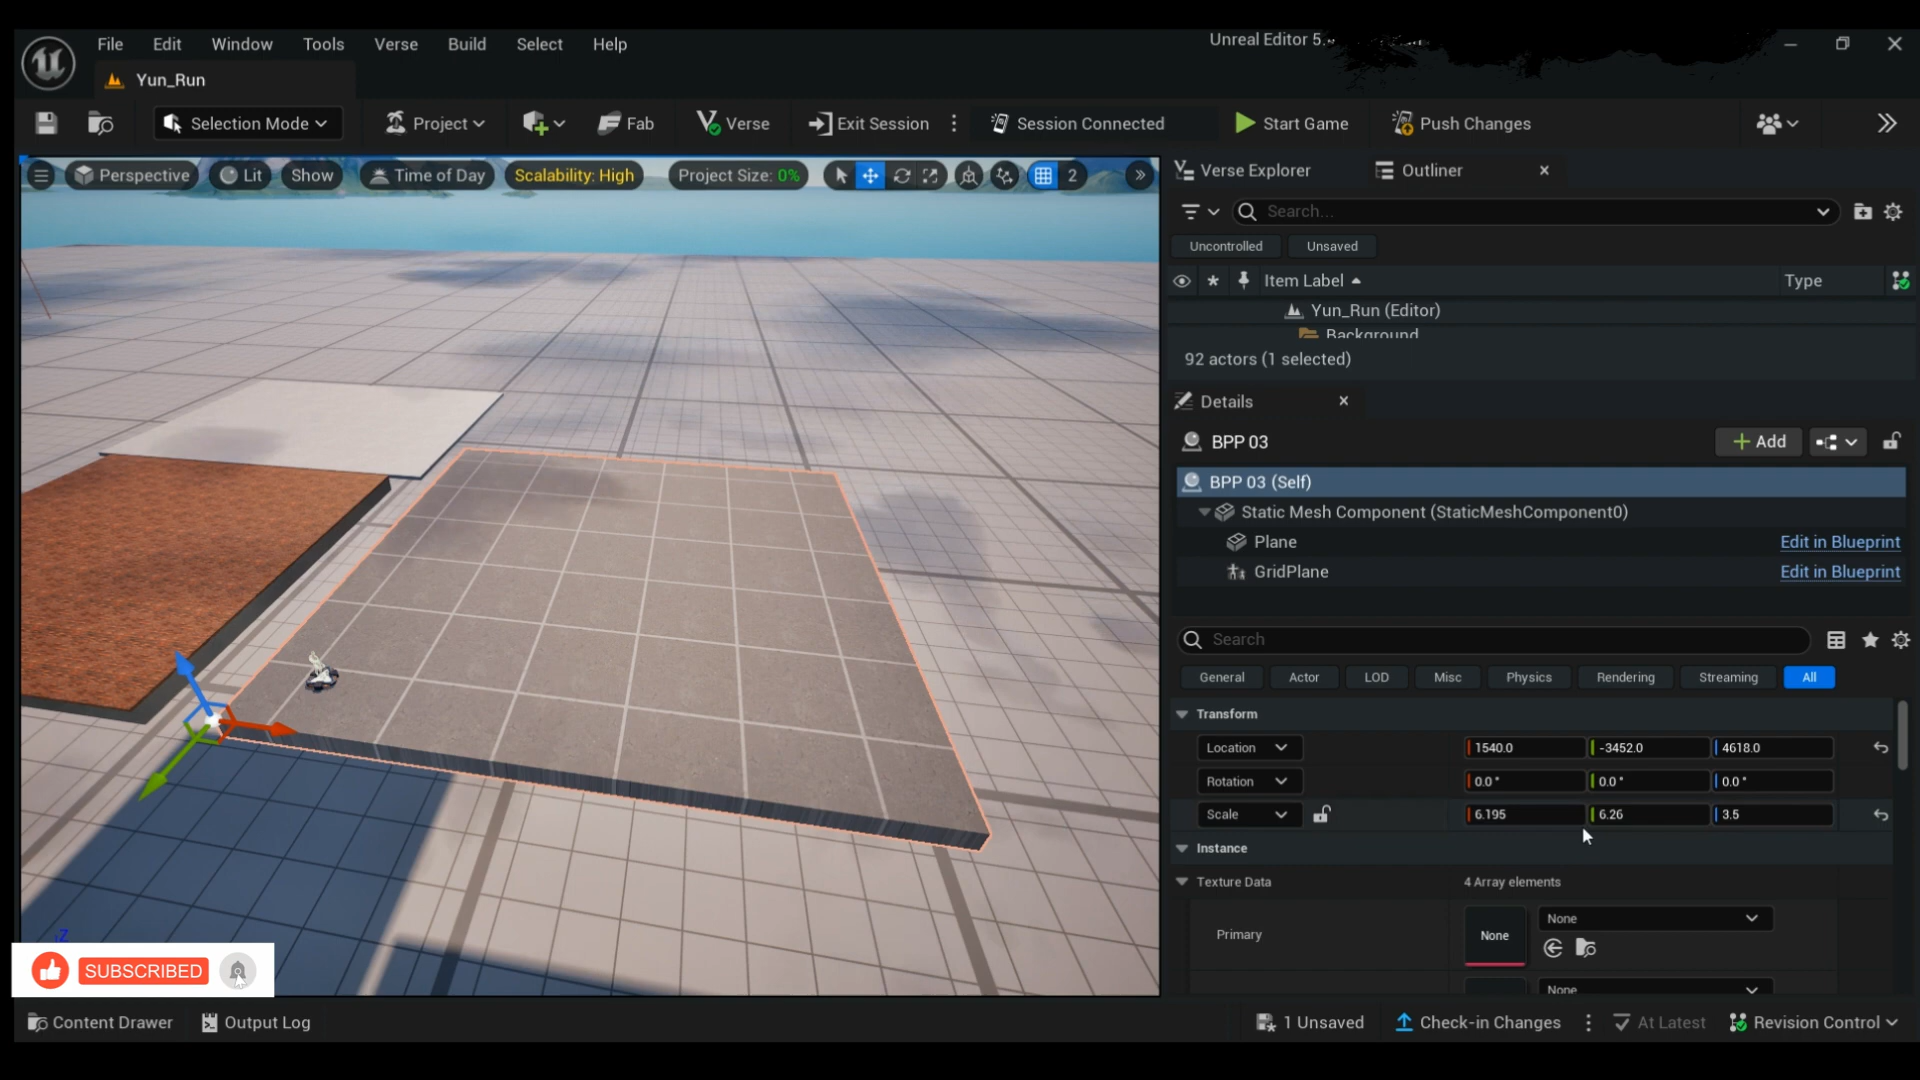 Unreal Editor 5.
File Edit Window Tools Verse Build Select Help
Yun_Run
Selection Mode Project Fab Verse Exit Session Session Connected Start Game Push Changes
Perspective Lit Show Time of Day Scalability: High Project Size: 0% 2
Verse Explorer Outliner
Search...
Uncontrolled Unsaved
Item Label Type
Yun_Run (Editor)
Background
92 actors (1 selected)
Details
BPP 03 Add
BPP 03 (Self)
Static Mesh Component (StaticMeshComponent0)
Plane Edit in Blueprint
GridPlane Edit in Blueprint
Search
General Actor LOD Misc Physics Rendering Streaming All
Transform
Location 1540.0 -3452.0 4618.0
Rotation 0.0° 0.0° 0.0°
Scale 6.195 6.26 3.5
Instance
Texture Data 4 Array elements
Primary None None
None
Z
SUBSCRIBED
Content Drawer Output Log 1 Unsaved Check-in Changes At Latest Revision Control